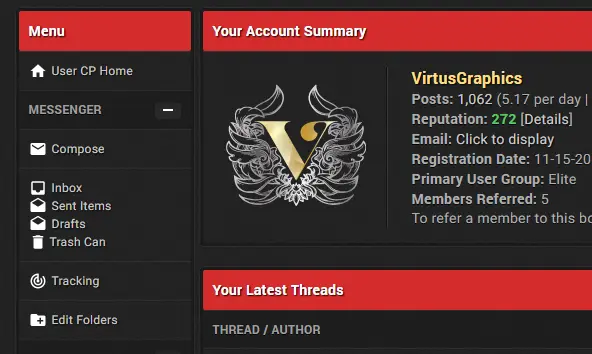 Menu
User CP Home
MESSENGER
Compose
Inbox
Sent Items
Drafts
Trash Can
Tracking
Edit Folders
Your Account Summary
V
VirtusGraphics
Posts: 1,062 (5.17 per day |
Reputation: 272 [Details]
Email: Click to display
Registration Date: 11-15-20
Primary User Group: Elite
Members Referred: 5
To refer a member to this bo
Your Latest Threads
THREAD / AUTHOR